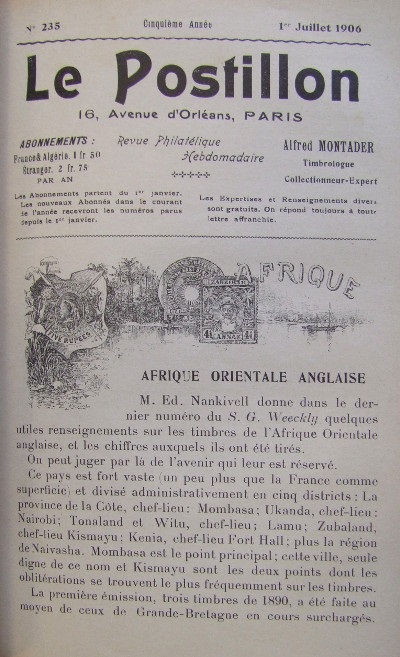 N° 235 Cinquième Année 1er Juillet 1906
Le Postillon
16, Avenue d'Orléans, PARIS
ABONNEMENTS :
France & Algérie. 1 fr 50
Etranger. 2 fr. 75
PAR AN
Revue Philatélique
Hebdomadaire
Alfred MONTADER
Timbrologue
Collectionneur-Expert
Les Abonnements partent du 1er janvier.
Les nouveaux Abonnés dans le courant
de l'année recevront les numéros parus
depuis le 1er janvier.
Les Expertises et Renseignements divers
sont gratuits. On répond toujours à toute
lettre affranchie.
AFRIQUE
FIVE RUPEES
ZANZIBAR
4½ 4½
AFRIQUE ORIENTALE ANGLAISE
M. Ed. Nankivell donne dans le der-
nier numéro du S. G. Weeckly quelques
utiles renseignements sur les timbres de l'Afrique Orientale
anglaise, et les chiffres auxquels ils ont été tirés.
On peut juger par là de l'avenir qui leur est réservé.
Ce pays est fort vaste (un peu plus que la France comme
superficie) et divisé administrativement en cinq districts : La
province de la Côte, chef-lieu : Mombasa ; Ukanda, chef-lieu :
Nairobi ; Tonaland et Witu, chef-lieu ; Lamu ; Zubaland,
chef-lieu Kismayu ; Kenia, chef-lieu Fort Hall ; plus la région
de Naivasha. Mombasa est le point principal ; cette ville, seule
digne de ce nom et Kismayu sont les deux points dont les
oblitérations se trouvent le plus fréquemment sur les timbres.
La première émission, trois timbres de 1890, a été faite au
moyen de ceux de Grande-Bretagne en cours surchargés.